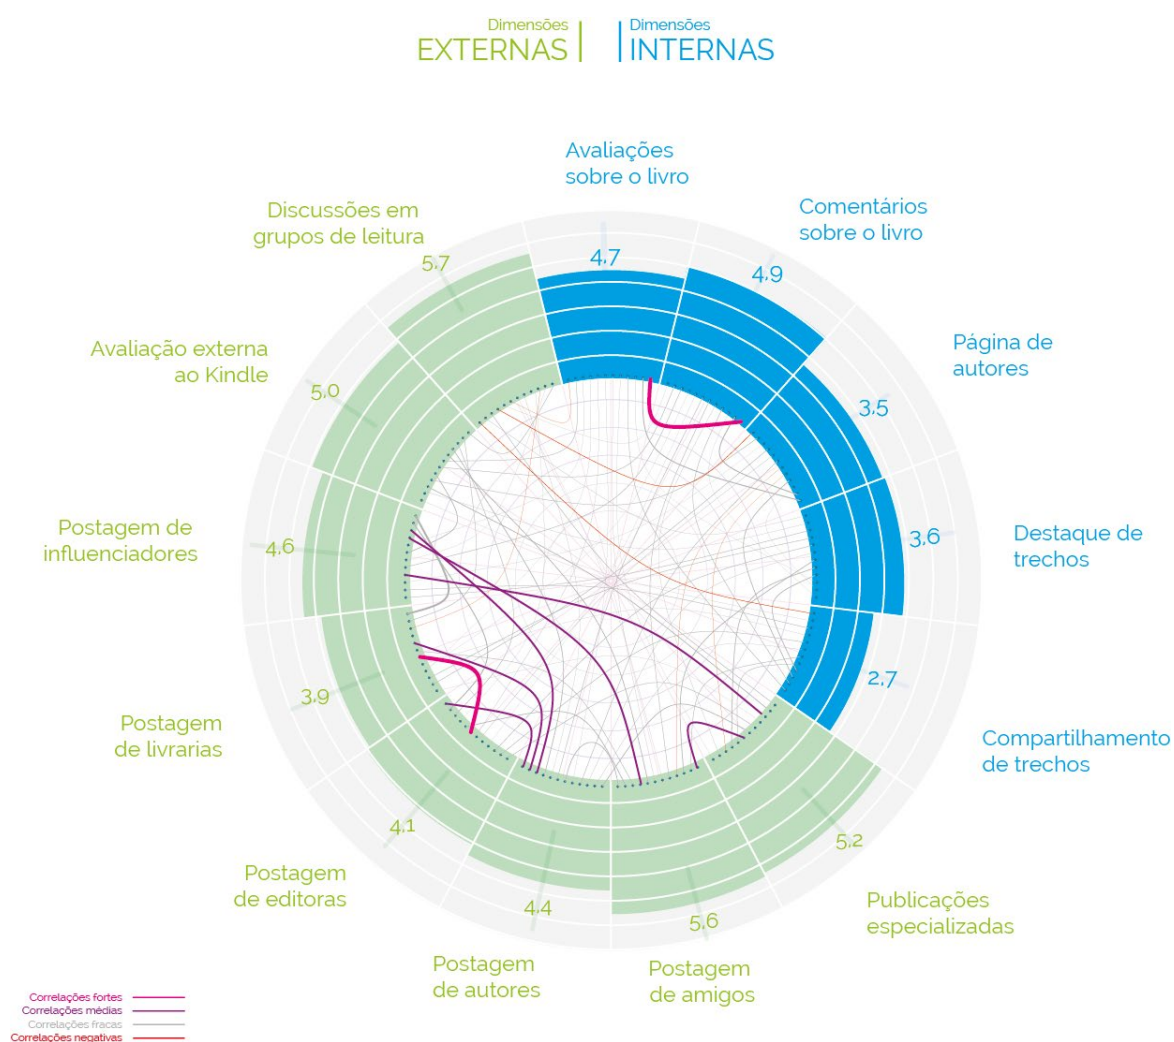 Dimensões
EXTERNAS
Dimensões
INTERNAS
Avaliações
sobre o livro
4,7
Comentários
sobre o livro
4,9
Página de
autores
3,5
Destaque de
trechos
3,6
Compartilhamento
de trechos
2,7
Publicações
especializadas
5,2
Postagem
de amigos
5,6
Postagem
de autores
4,4
Postagem
de editoras
4,1
Postagem
de livrarias
3,9
Postagem de
influenciadores
4,6
Avaliação externa
ao Kindle
5,0
Discussões em
grupos de leitura
5,7
Correlações fortes
Correlações médias
Correlações fracas
Correlações negativas